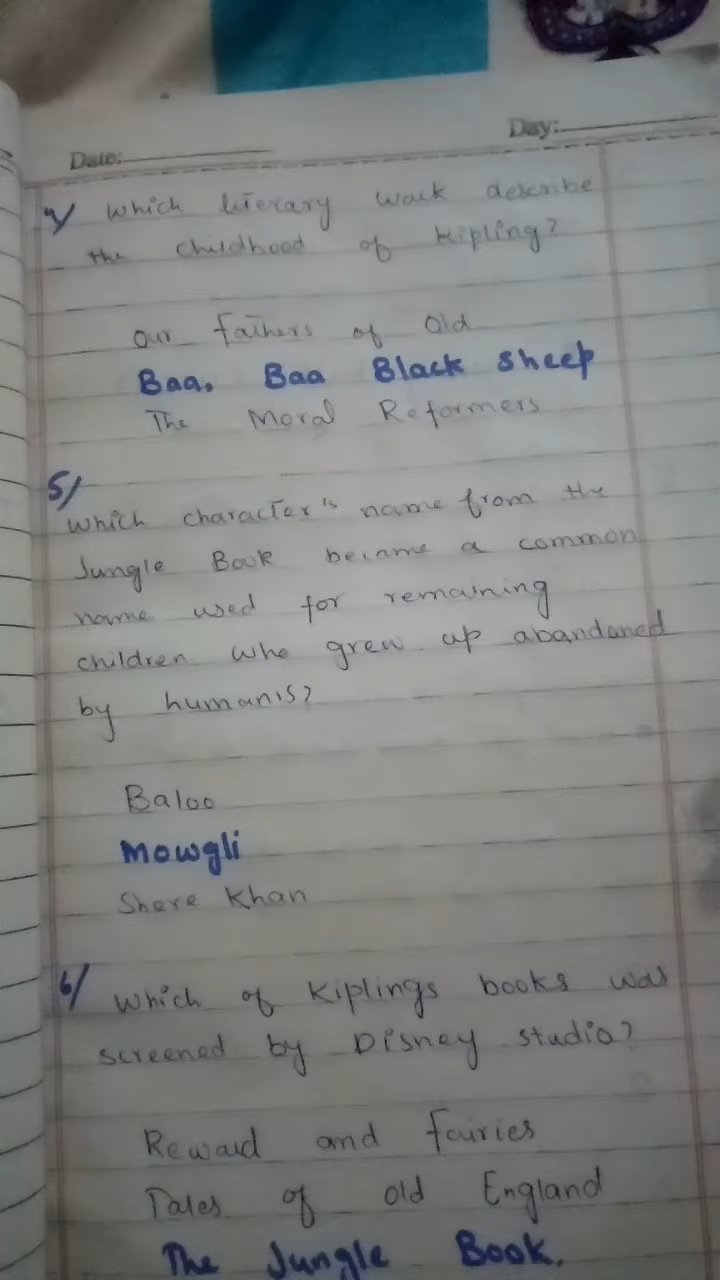 Date:
Day:
4/ Which literary work describe
the childhood of Kipling?
Our fathers of Old
Baa, Baa Black Sheep
The Moral Reformers
5/
Which character's name from the
Jungle Book became a common
name used for remaining
children who grew up abandaned
by humanis?
Baloo
Mowgli
Shere Khan
6/ Which of Kiplings books was
screened by Disney studio?
Reward and Fairies
Tales of old England
The Jungle Book.